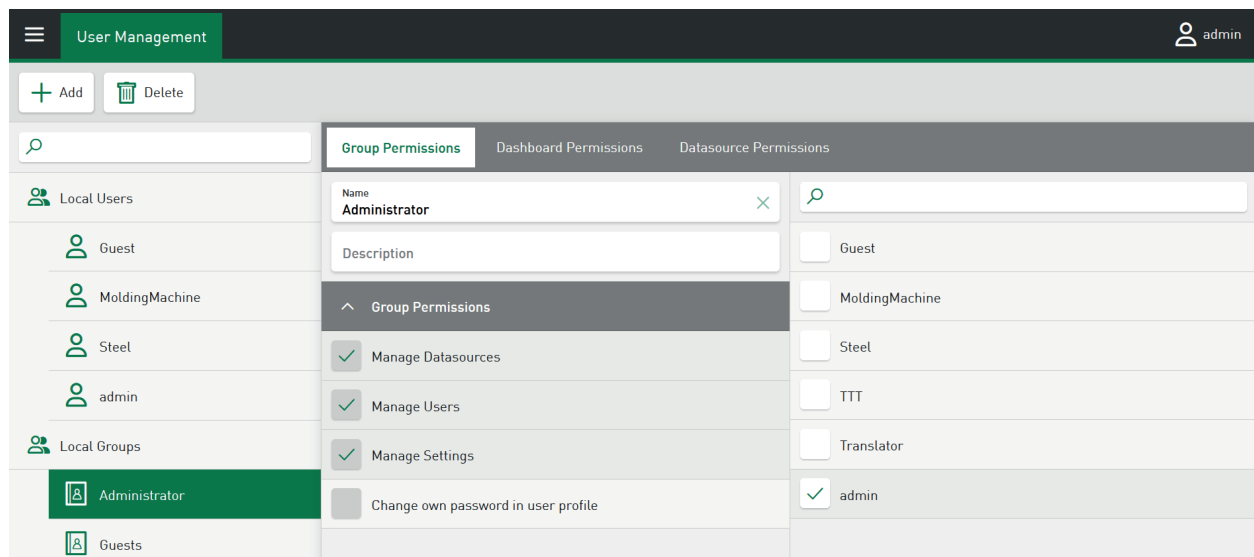 User Management
admin
Add
Delete
Group Permissions
Dashboard Permissions
Datasource Permissions
Local Users
Guest
MoldingMachine
Steel
admin
Local Groups
Administrator
Guests
Name
Administrator
Description
Group Permissions
Manage Datasources
Manage Users
Manage Settings
Change own password in user profile
Guest
MoldingMachine
Steel
TTT
Translator
admin